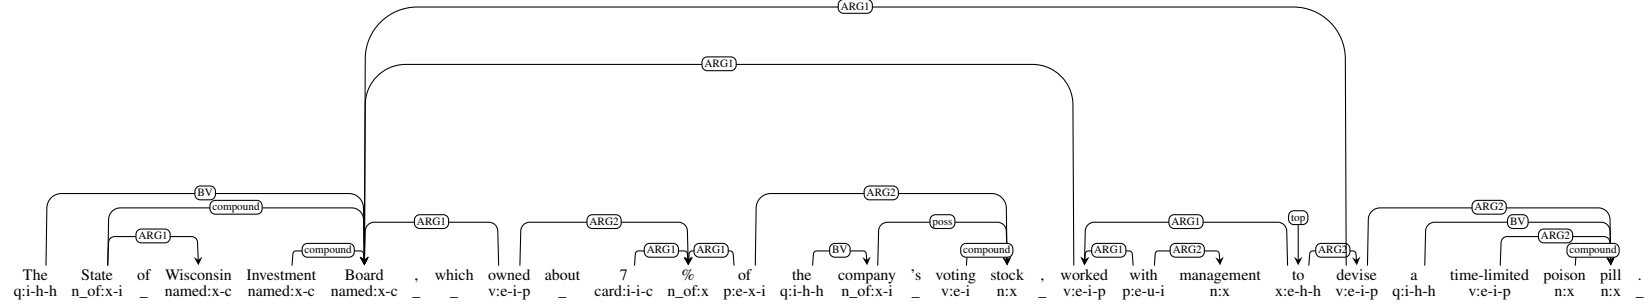 ARG1
ARG1
BV
compound
ARG1
compound
ARG1
ARG2
ARG1
ARG1
ARG2
BV
poss
compound
ARG1
ARG1
ARG2
top
ARG2
ARG2
BV
ARG2
compound
The State of Wisconsin Investment Board , which owned about 7 % of the company 's voting stock , worked with management to devise a time-limited poison pill .
q:i-h-h n_of:x-i _ named:x-c named:x-c named:x-c _ _ v:e-i-p _ card:i-i-c n_of:x p:e-x-i q:i-h-h n_of:x-i _ v:e-i n:x _ v:e-i-p p:e-u-i n:x x:e-h-h v:e-i-p q:i-h-h v:e-i-p n:x n:x _